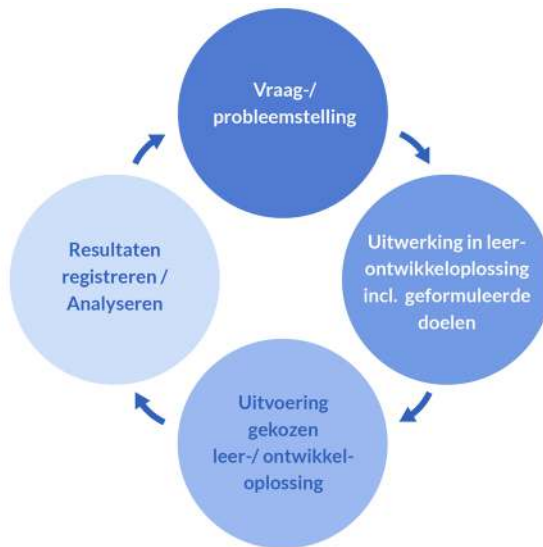 Vraag-/
probleemstelling
Uitwerking in leer-
ontwikkeloplossing
incl. geformuleerde
doelen
Uitvoering
gekozen
leer-/ ontwikkel-
oplossing
Resultaten
registreren /
Analyseren